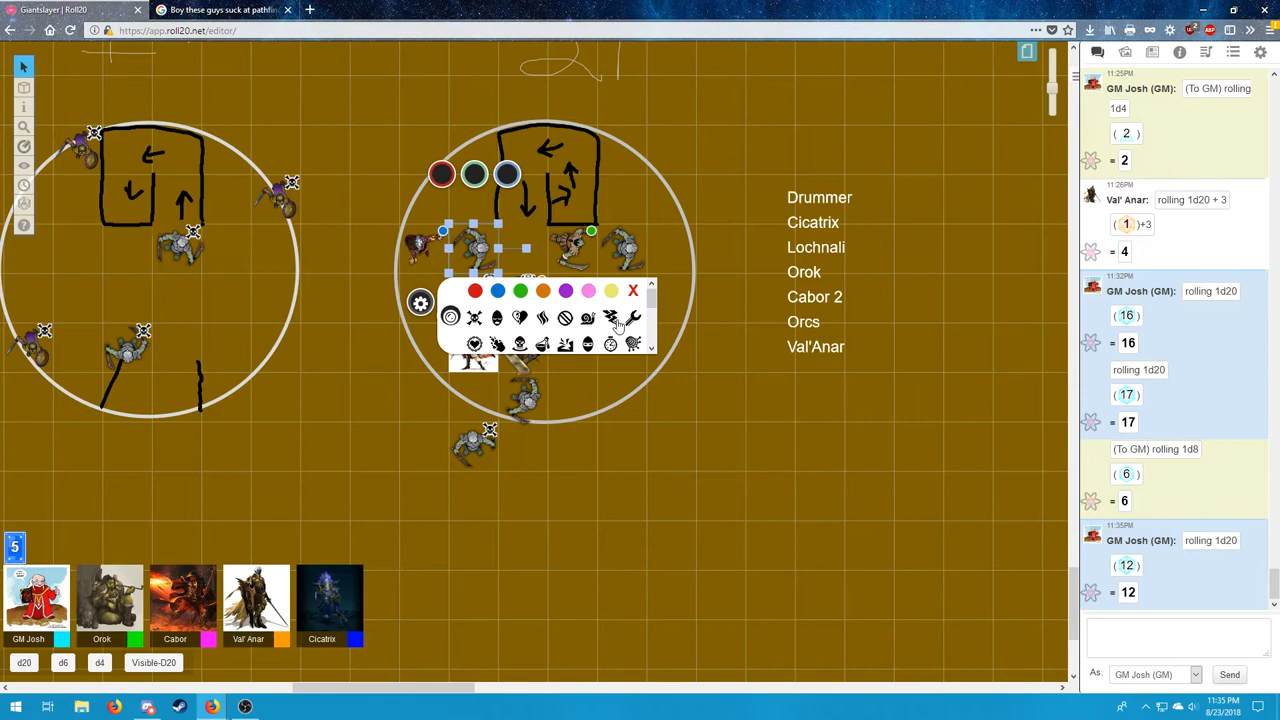 Giantslayer | Roll20
Boy these guys suck at pathfin
https://app.roll20.net/editor/
21
11:25PM
GM Josh (GM): (To GM) rolling
1d4
( 2 )
= 2
11:26PM
Val' Anar: rolling 1d20 + 3
( 1 )+3
= 4
11:32PM
GM Josh (GM): rolling 1d20
( 16 )
= 16
rolling 1d20
( 17 )
= 17
(To GM) rolling 1d8
( 6 )
= 6
11:35PM
GM Josh (GM): rolling 1d20
( 12 )
= 12
Drummer
Cicatrix
Lochnali
Orok
Cabor 2
Orcs
Val'Anar
X
5
GM Josh
Orok
Cabor
Val' Anar
Cicatrix
d20
d6
d4
Visible-D20
As: GM Josh (GM)
Send
11:35 PM
8/23/2018